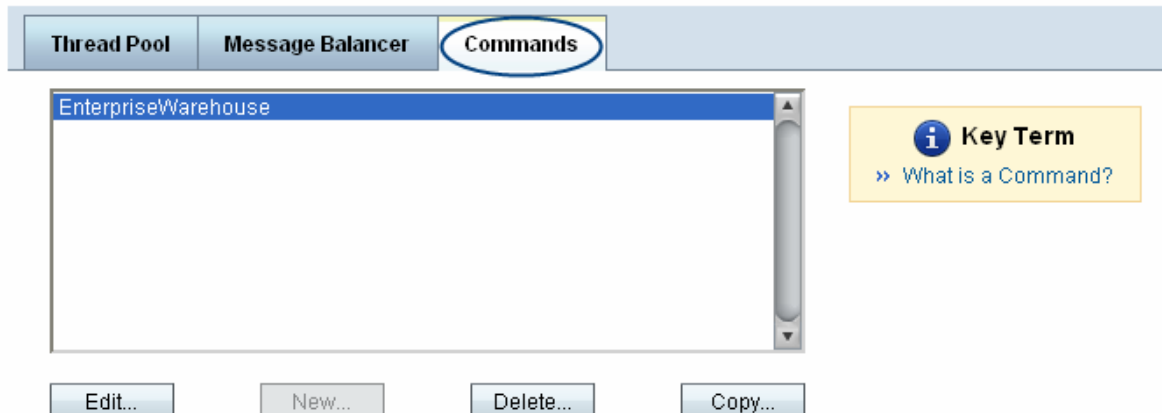 Thread Pool Message Balancer Commands
EnterpriseWarehouse
Key Term
» What is a Command?
Edit... New... Delete... Copy...